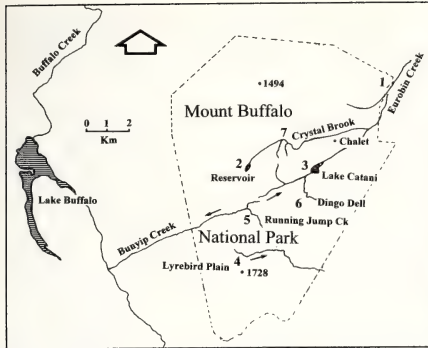 Buffalo Creek
1
Eurobin Creek
1494
Mount Buffalo
0 1 2
Km
7
Crystal Brook
Chalet
2
3
Reservoir
Lake Catani
Lake Buffalo
6
Dingo Dell
5
Running Jump Ck
Bunyip Creek
National Park
Lyrebird Plain
4
1728